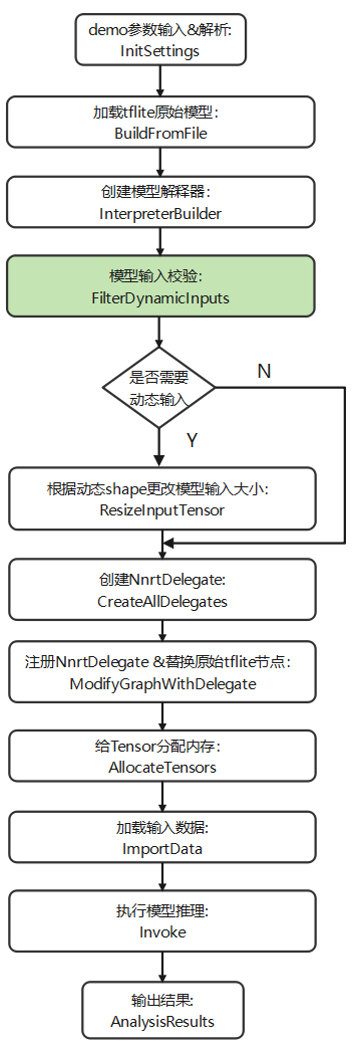 demo参数输入&解析:
InitSettings
加载tflite原始模型：
BuildFromFile
创建模型解释器：
InterpreterBuilder
模型输入校验:
FilterDynamicInputs
是否需要
动态输入
N
Y
根据动态shape更改模型输入大小：
ResizeInputTensor
创建NnrtDelegate:
CreateAllDelegates
注册NnrtDelegate &替换原始tflite节点：
ModifyGraphWithDelegate
给Tensor分配内存：
AllocateTensors
加载输入数据:
ImportData
执行模型推理:
Invoke
输出结果:
AnalysisResults